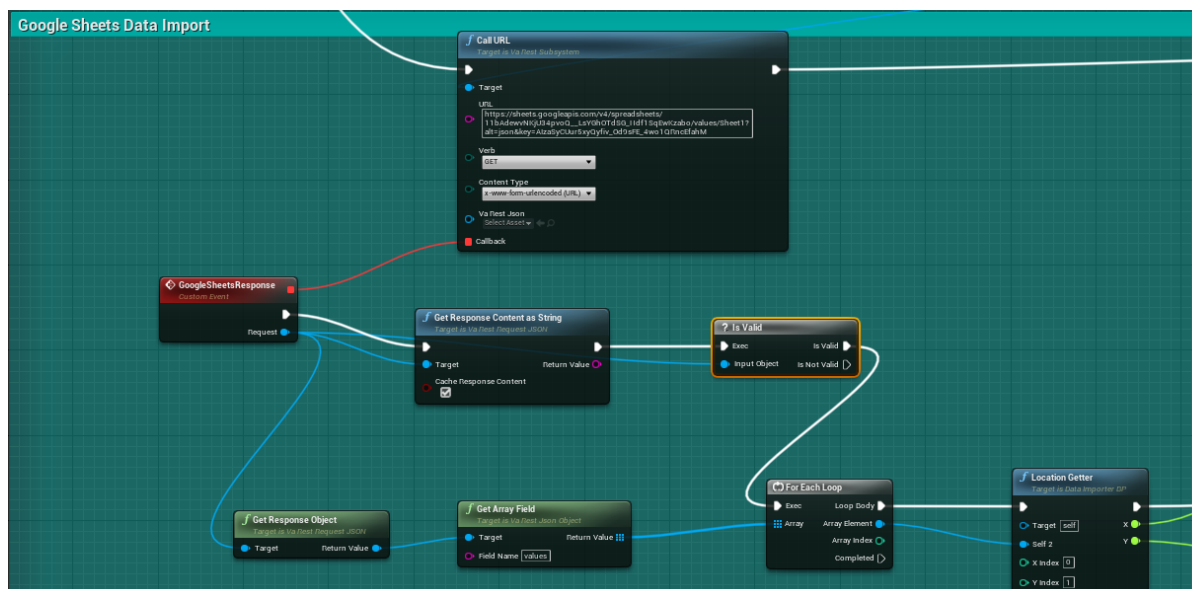 Google Sheets Data Import
Call URL
Target is Va Rest Subsystem
Target
URL
https://sheets.googleapis.com/v4/spreadsheets/
alt=json&key=
Verb
GET
Content Type
x-www-form-urlencoded (URL)
Va Rest Json
Select Asset
Callback
GoogleSheetsResponse
Custom Event
Request
Get Response Content as String
Target is Va Rest Request JSON
Target
Return Value
Cache Response Content
? Is Valid
Exec
Is Valid
Input Object
Is Not Valid
Get Response Object
Target is Va Rest Request JSON
Target
Return Value
Get Array Field
Target is Va Rest Json Object
Target
Return Value
Field Name values
For Each Loop
Exec
Loop Body
Array
Array Element
Array Index
Completed
Location Getter
Target is Data Importer BP
Target self
X
Self 2
Y
X Index 0
Y Index 1